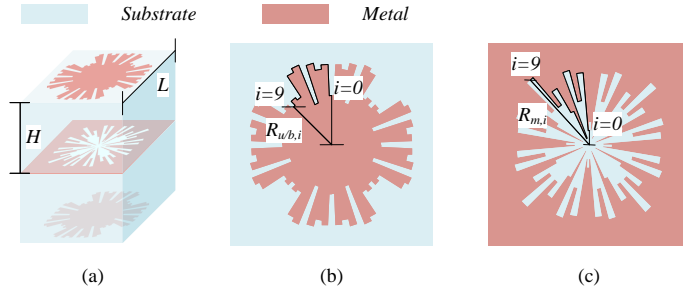 Substrate Metal
L
H
i=9
i=0
R_{u/b,i}
i=9
R_{m,i}
i=0
(a) (b) (c)